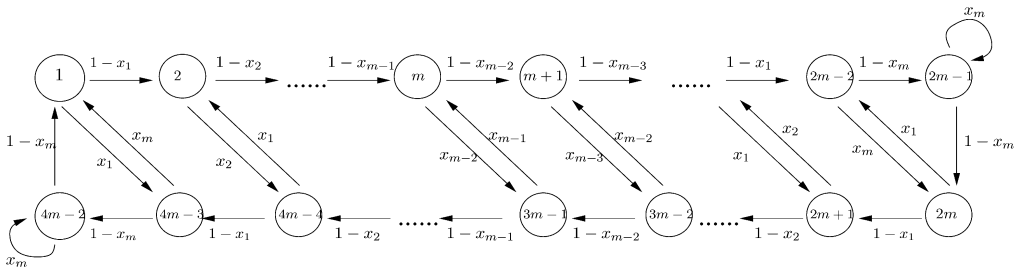 x_m
1 − x_1 1 − x_2 1 − x_{m−1} 1 − x_{m−2} 1 − x_{m−3} 1 − x_1 1 − x_m
1 2 ...... m m + 1 ...... 2m − 2 2m − 1
x_m x_1 x_{m−1} x_{m−2} x_2 x_1
1 − x_m 1 − x_m
x_1 x_2 x_{m−2} x_{m−3} x_1 x_m
4m − 2 4m − 3 4m − 4 ...... 3m − 1 3m − 2 ...... 2m + 1 2m
1 − x_m 1 − x_1 1 − x_2 1 − x_{m−1} 1 − x_{m−2} 1 − x_2 1 − x_1
x_m